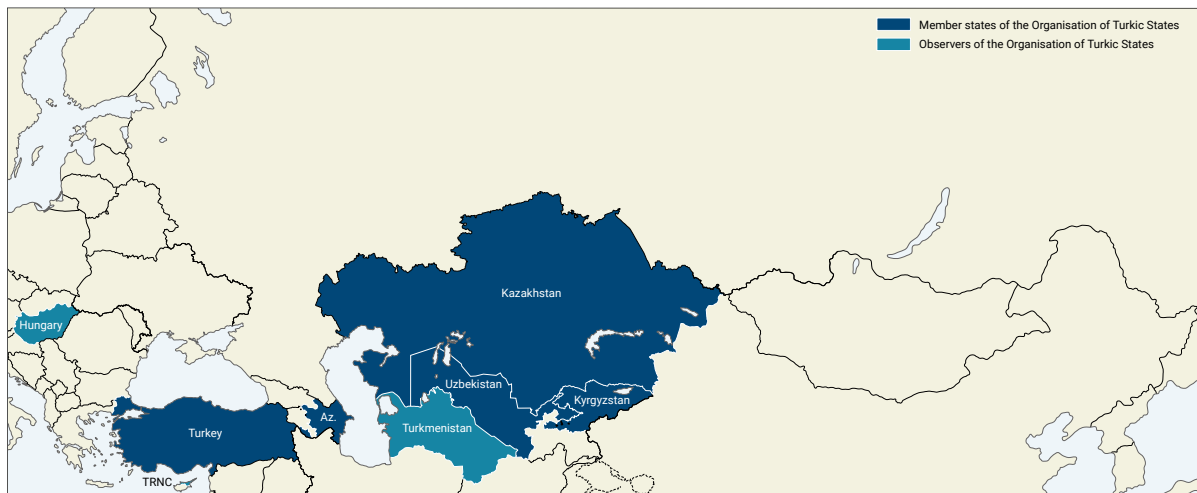 Member states of the Organisation of Turkic States
Observers of the Organisation of Turkic States
Kazakhstan
Hungary
Uzbekistan
Kyrgyzstan
Az.
Turkmenistan
Turkey
TRNC